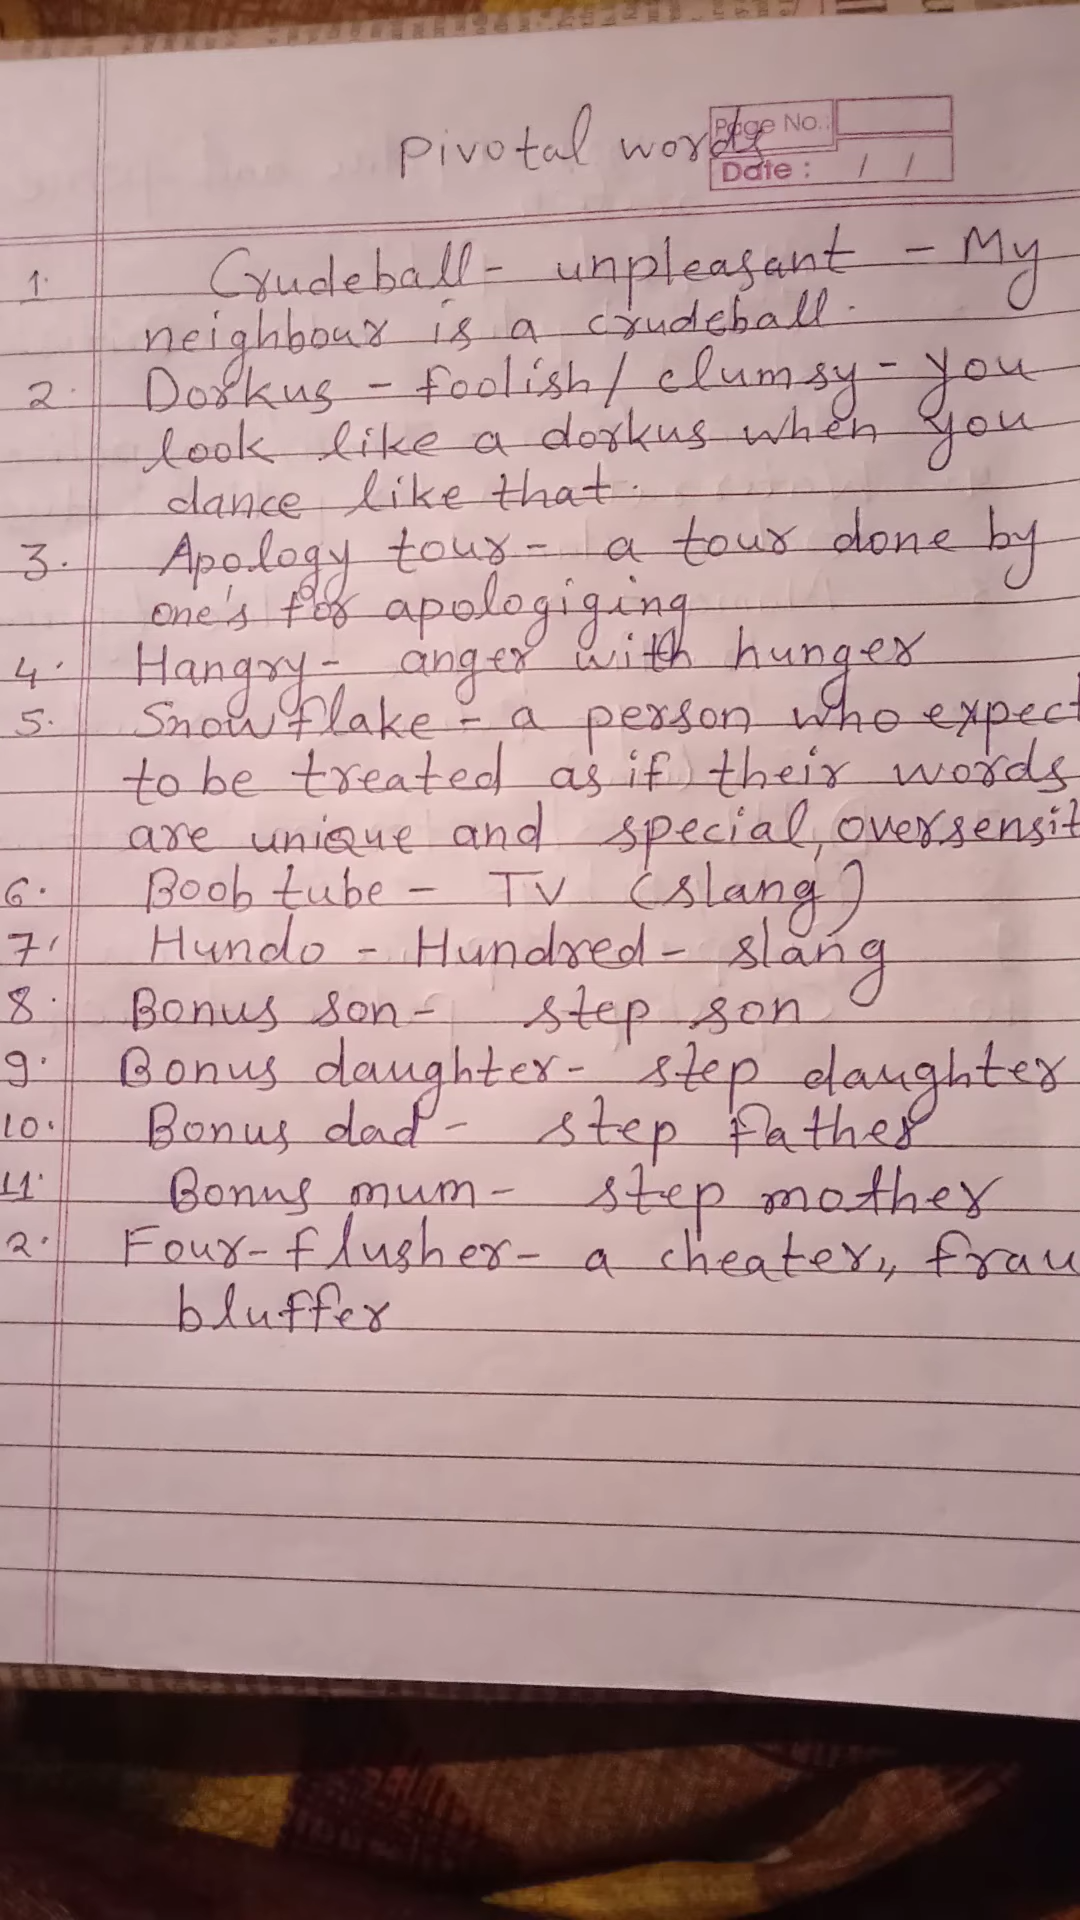 Pivotal words
Page No.:
Date : / /
1. Crudeball - unpleasant - My
neighbour is a crudeball.
2. Dorkus - foolish/ clumsy - you
look like a dorkus when you
dance like that.
3. Apology tour - a tour done by
one's for apologiging
4. Hangry - anger with hunger
5. Snowflake - a person who expect
to be treated as if their words
are unique and special, oversensit
6. Boob tube - TV (slang)
7. Hundo - Hundred - slang
8. Bonus son - step son
9. Bonus daughter - step daughter
10. Bonus dad - step father
11. Bonus mum - step mother
2. Four-flusher - a cheater,, frau
bluffer